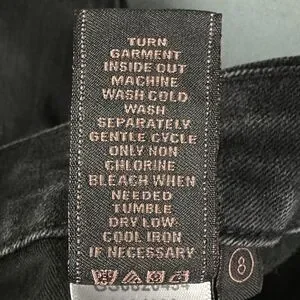 TURN
GARMENT
INSIDE OUT
MACHINE
WASH COLD
WASH
SEPARATELY
GENTLE CYCLE
ONLY NON
CHLORINE
BLEACH WHEN
NEEDED
TUMBLE
DRY LOW
COOL IRON
IF NECESSARY
8